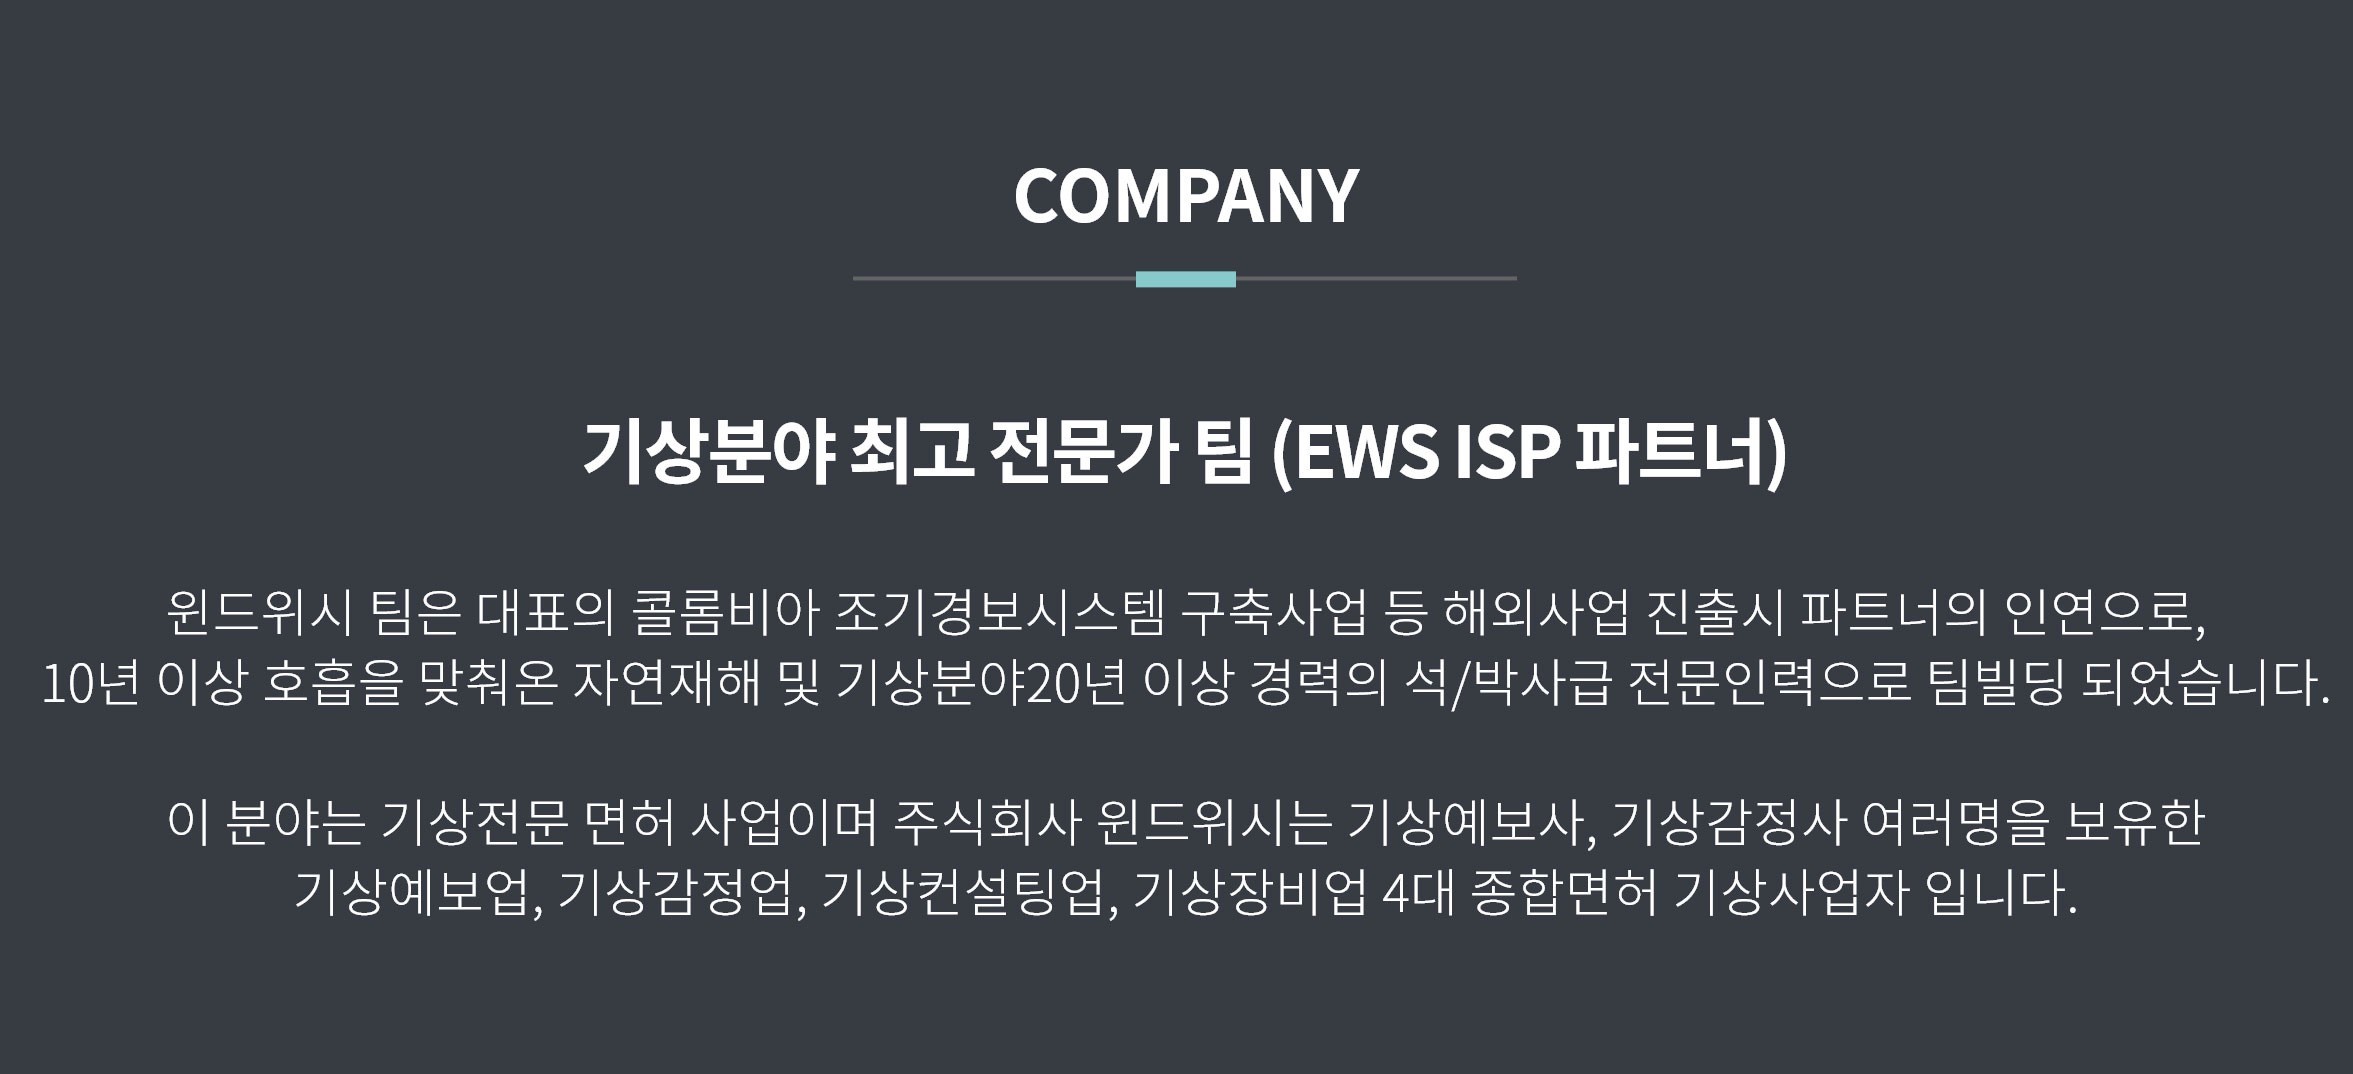 COMPANY
기상분야 최고 전문가 팀 (EWS ISP 파트너)
윈드위시 팀은 대표의 콜롬비아 조기경보시스템 구축사업 등 해외사업 진출시 파트너의 인연으로,
10년 이상 호흡을 맞춰온 자연재해 및 기상분야20년 이상 경력의 석/박사급 전문인력으로 팀빌딩 되었습니다.
이 분야는 기상전문 면허 사업이며 주식회사 윈드위시는 기상예보사, 기상감정사 여러명을 보유한
기상예보업, 기상감정업, 기상컨설팅업, 기상장비업 4대 종합면허 기상사업자 입니다.